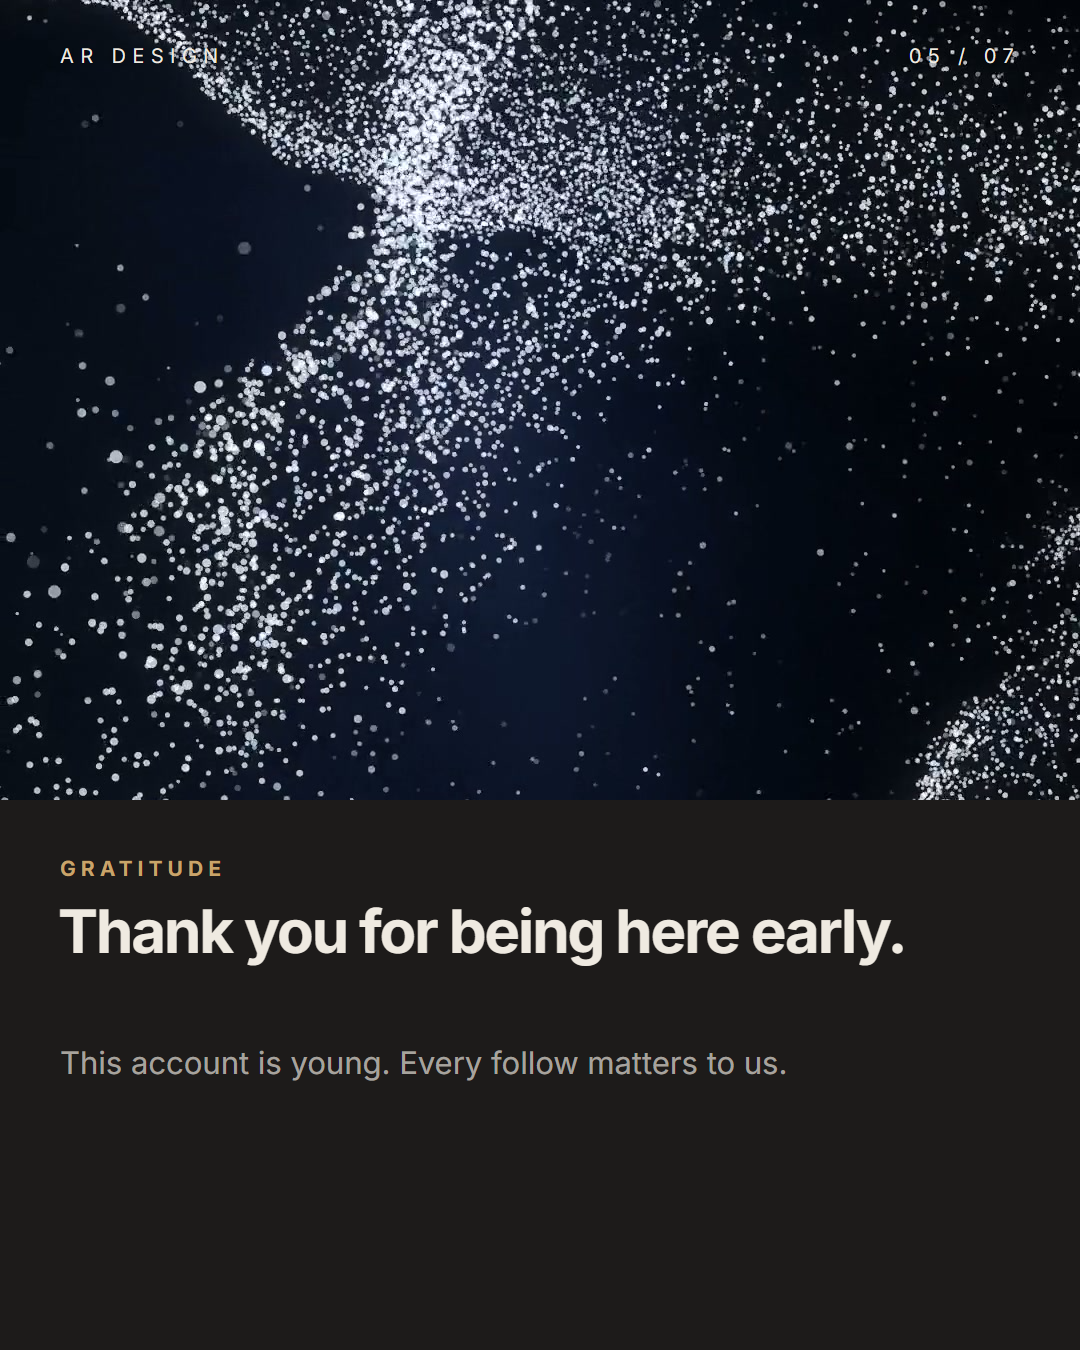 AR DESIGN
05 / 07
GRATITUDE
Thank you for being here early.
This account is young. Every follow matters to us.